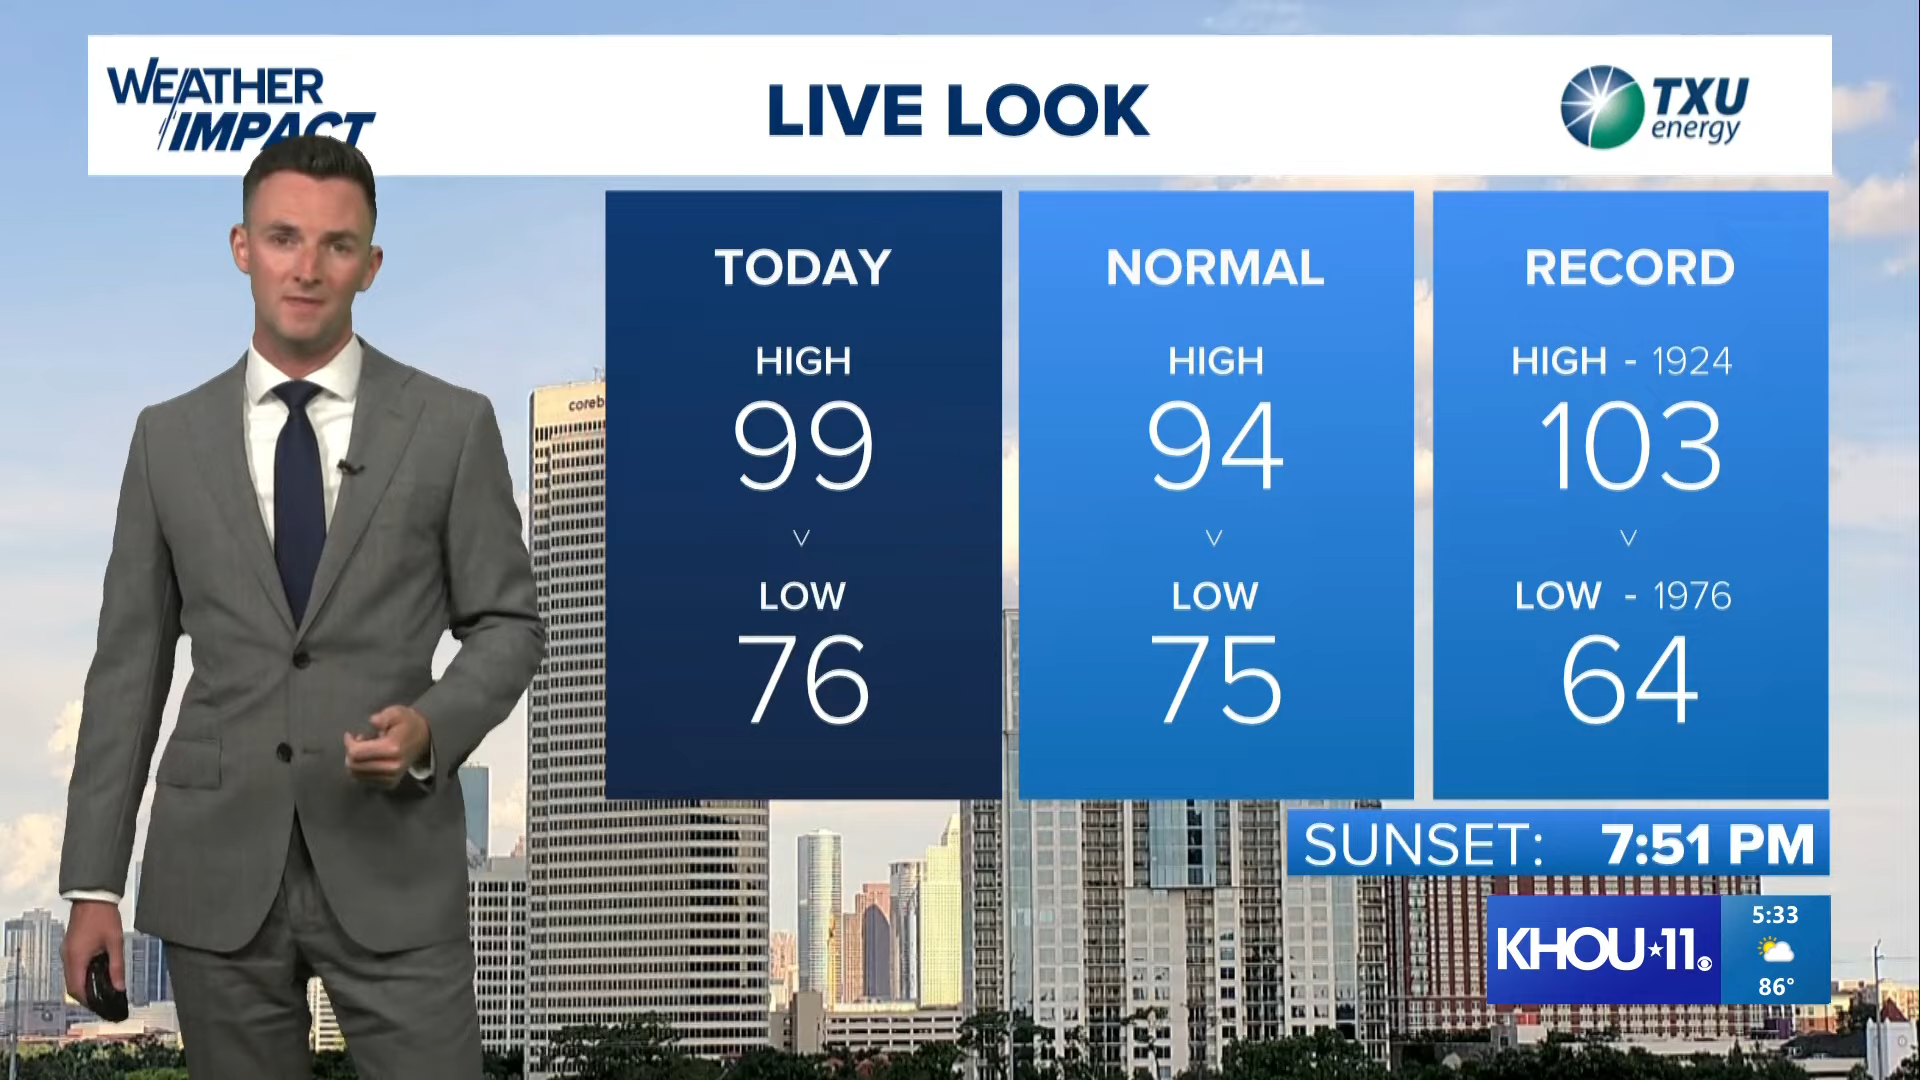 WEATHER
IMPACT
LIVE LOOK
TXU
energy
coreb
TODAY
HIGH
99
LOW
76
NORMAL
HIGH
94
LOW
75
RECORD
HIGH - 1924
103
LOW - 1976
64
SUNSET: 7:51 PM
KHOU★11
5:33
86°